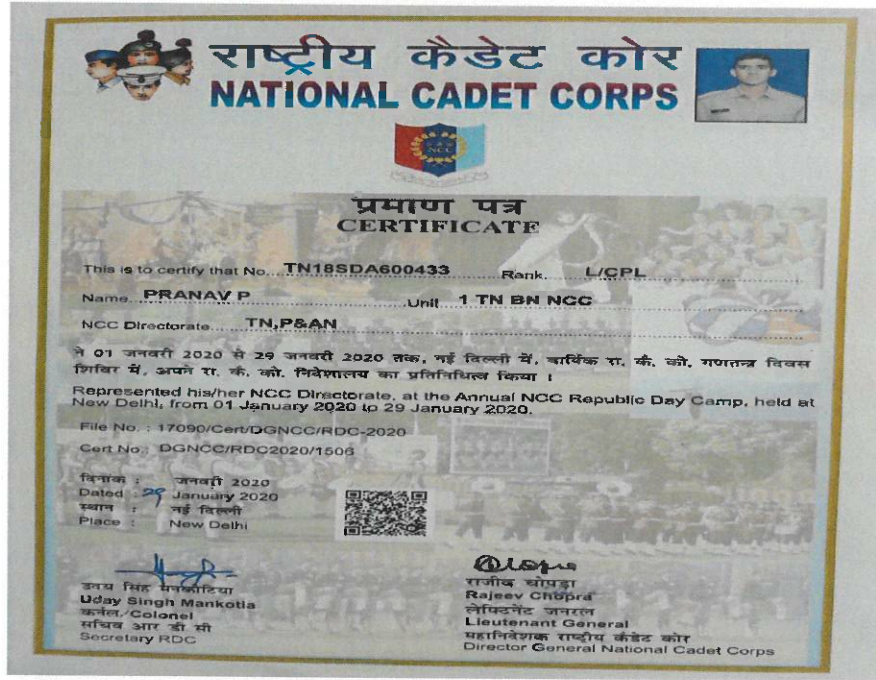 राष्ट्रीय कैडेट कोर
NATIONAL CADET CORPS
NCC
प्रमाण पत्र
CERTIFICATE
This is to certify that No. TN18SDA600433 Rank L/CPL
Name PRANAV P Unit 1 TN BN NCC
NCC Directorate TN,P&AN
ने 01 जनवरी 2020 से 29 जनवरी 2020 तक, नई दिल्ली में, वार्षिक रा. कै. को. गणतन्त्र दिवस
शिविर में, अपने रा. कै. को. निदेशालय का प्रतिनिधित्व किया ।
Represented his/her NCC Directorate, at the Annual NCC Republic Day Camp, held at
New Delhi, from 01 January 2020 to 29 January 2020.
File No. : 17090/Cert/DGNCC/RDC-2020
Cert No.: DGNCC/RDC2020/1506
दिनांक : जनवरी 2020
Dated : 29 January 2020
स्थान : नई दिल्ली
Place : New Delhi
उदय सिंह मनकोटिया
Uday Singh Mankotia
कर्नल/Colonel
सचिव आर डी सी
Secretary RDC
राजीव चोपड़ा
Rajeev Chopra
लेफ्टिनेंट जनरल
Lieutenant General
महानिदेशक राष्ट्रीय कैडेट कोर
Director General National Cadet Corps